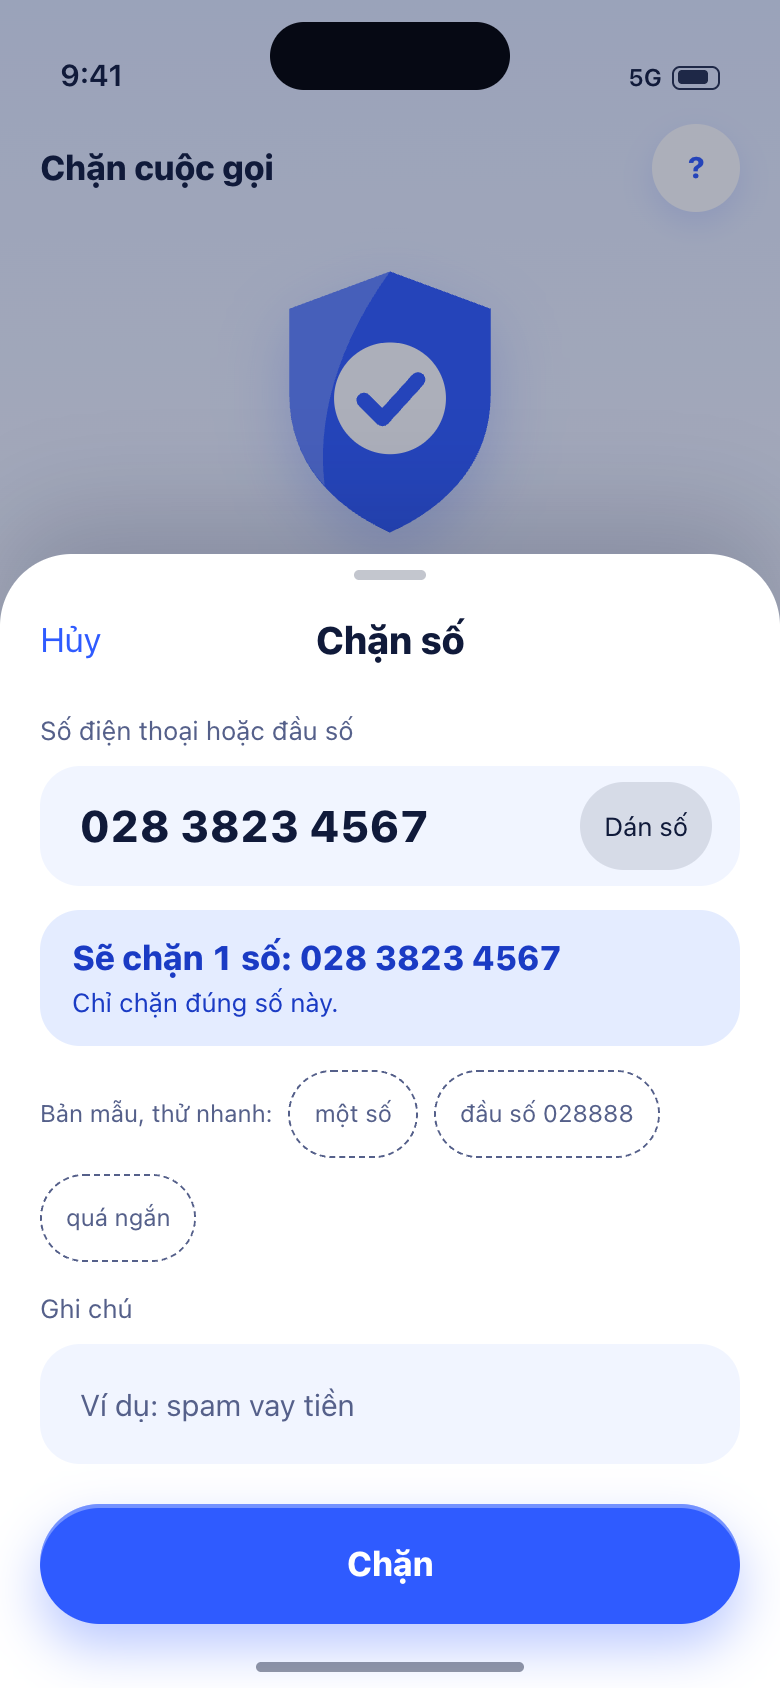 9:41
5G
Chặn cuộc gọi
?
Hủy
Chặn số
Số điện thoại hoặc đầu số
028 3823 4567
Dán số
Sẽ chặn 1 số: 028 3823 4567
Chỉ chặn đúng số này.
Bản mẫu, thử nhanh:
một số
đầu số 028888
quá ngắn
Ghi chú
Ví dụ: spam vay tiền
Chặn